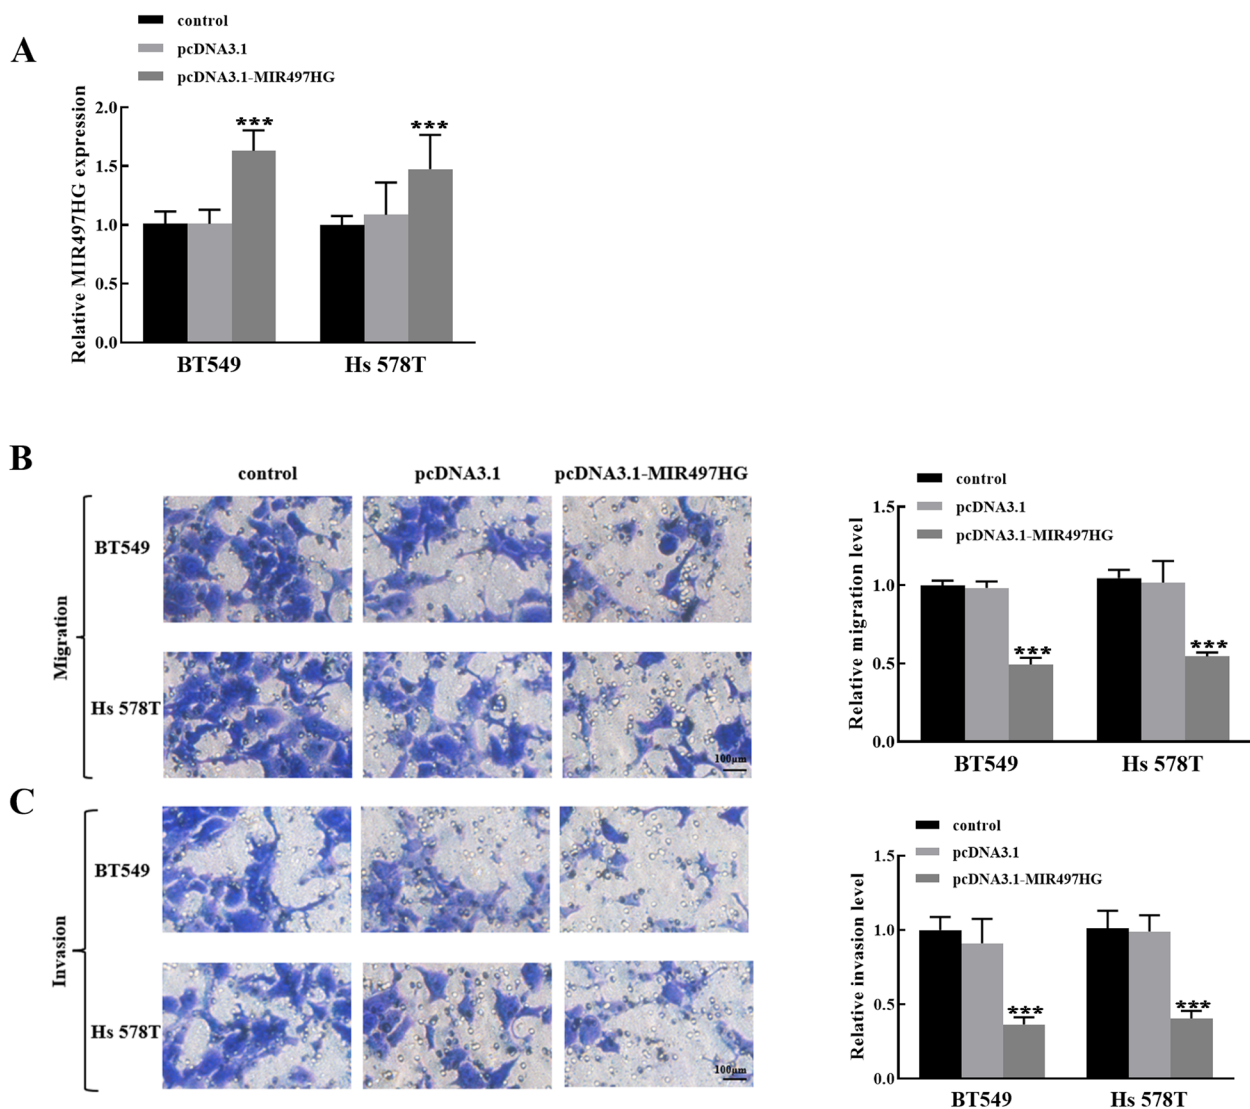 A
control
pcDNA3.1
pcDNA3.1-MIR497HG
Relative MIR497HG expression
2.0
1.5
1.0
0.5
0.0
***
***
BT549
Hs 578T
B
control
pcDNA3.1
pcDNA3.1-MIR497HG
Migration
BT549
Hs 578T
100μm
control
pcDNA3.1
pcDNA3.1-MIR497HG
Relative migration level
1.5
1.0
0.5
0.0
***
***
BT549
Hs 578T
C
Invasion
BT549
Hs 578T
100μm
control
pcDNA3.1
pcDNA3.1-MIR497HG
Relative invasion level
1.5
1.0
0.5
0.0
***
***
BT549
Hs 578T